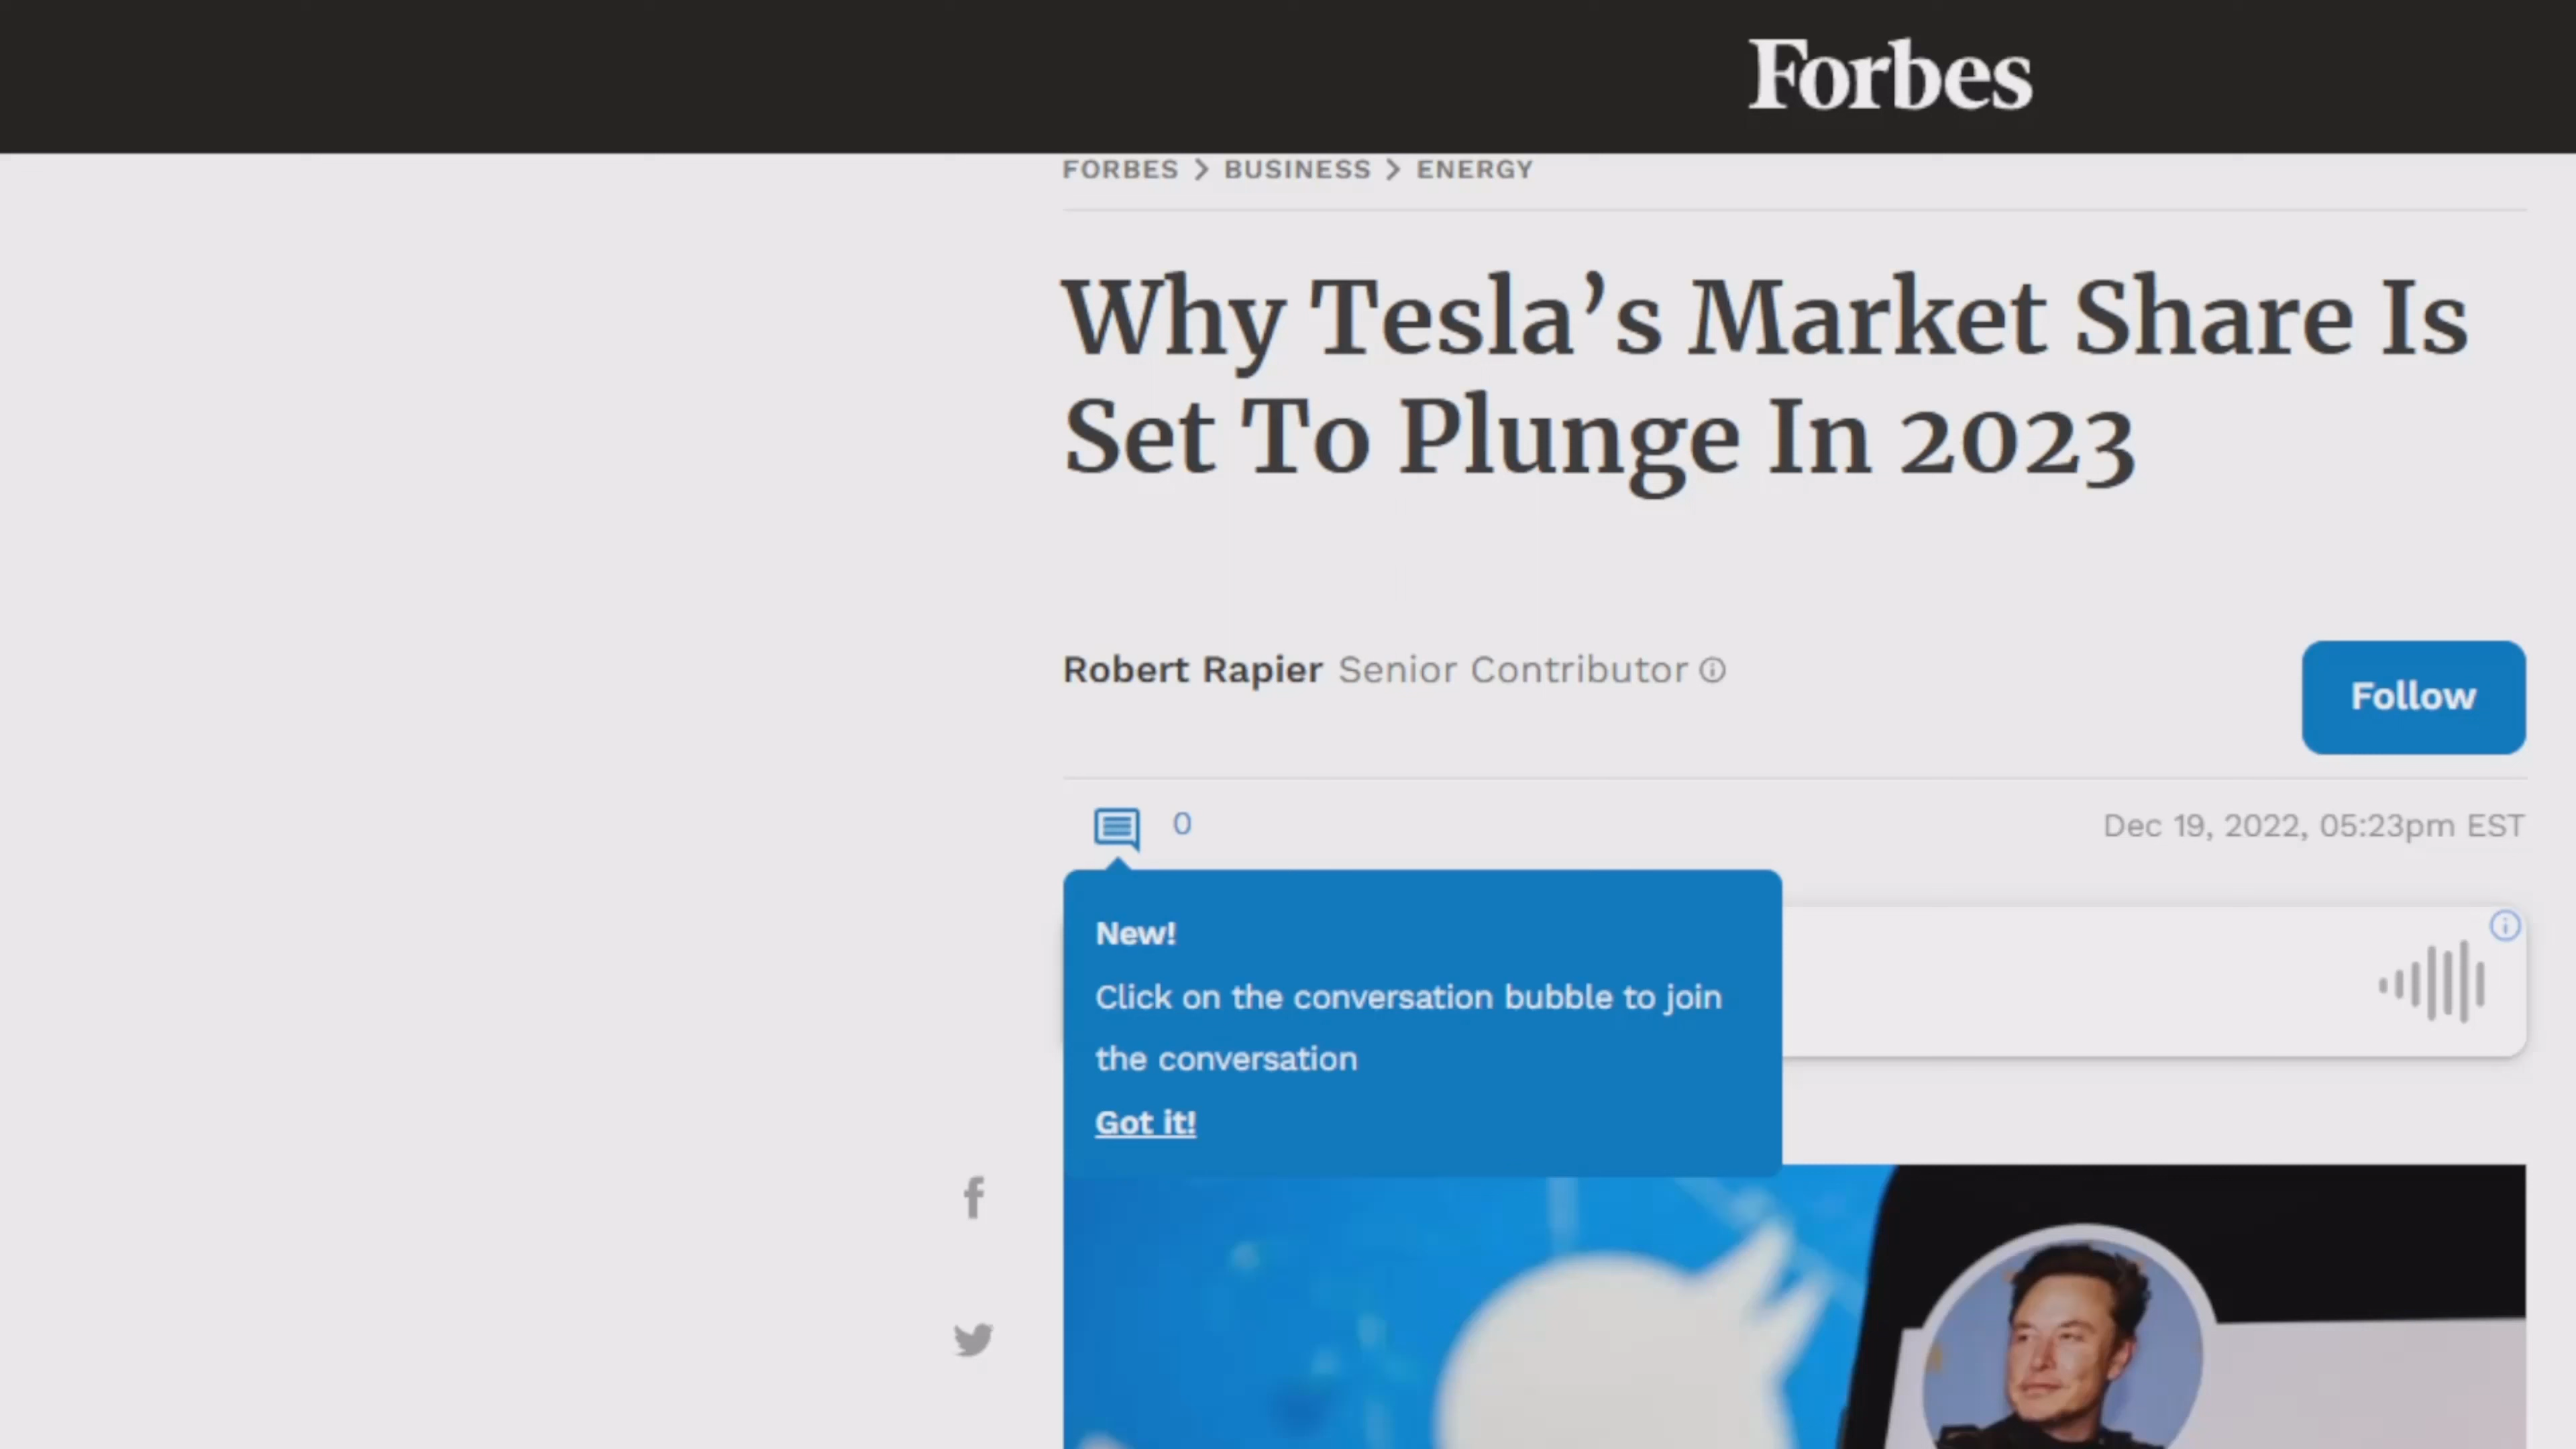 Forbes
FORBES > BUSINESS > ENERGY
Why Tesla’s Market Share Is
Set To Plunge In 2023
Robert Rapier Senior Contributor
Follow
0
Dec 19, 2022, 05:23pm EST
New!
Click on the conversation bubble to join
the conversation
Got it!